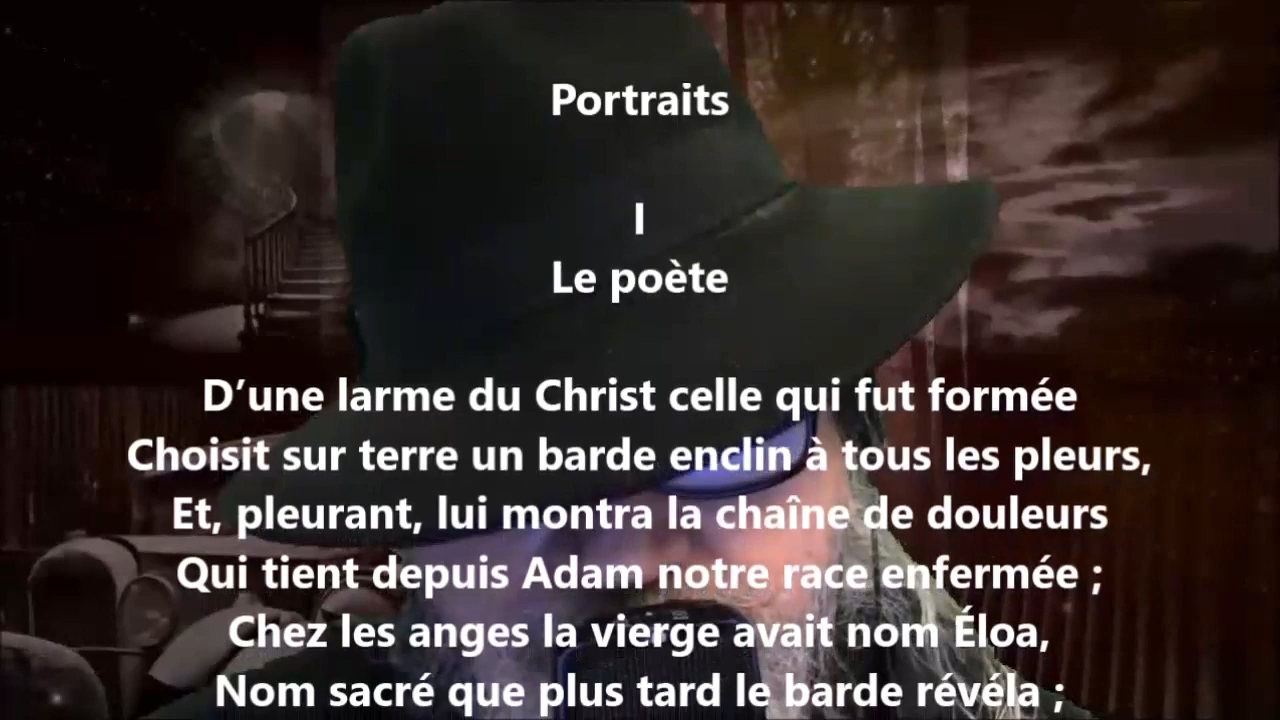 Portraits
I
Le poète
D’une larme du Christ celle qui fut formée
Choisit sur terre un barde enclin à tous les pleurs,
Et, pleurant, lui montra la chaîne de douleurs
Qui tient depuis Adam notre race enfermée ;
Chez les anges la vierge avait nom Éloa,
Nom sacré que plus tard le barde révéla ;